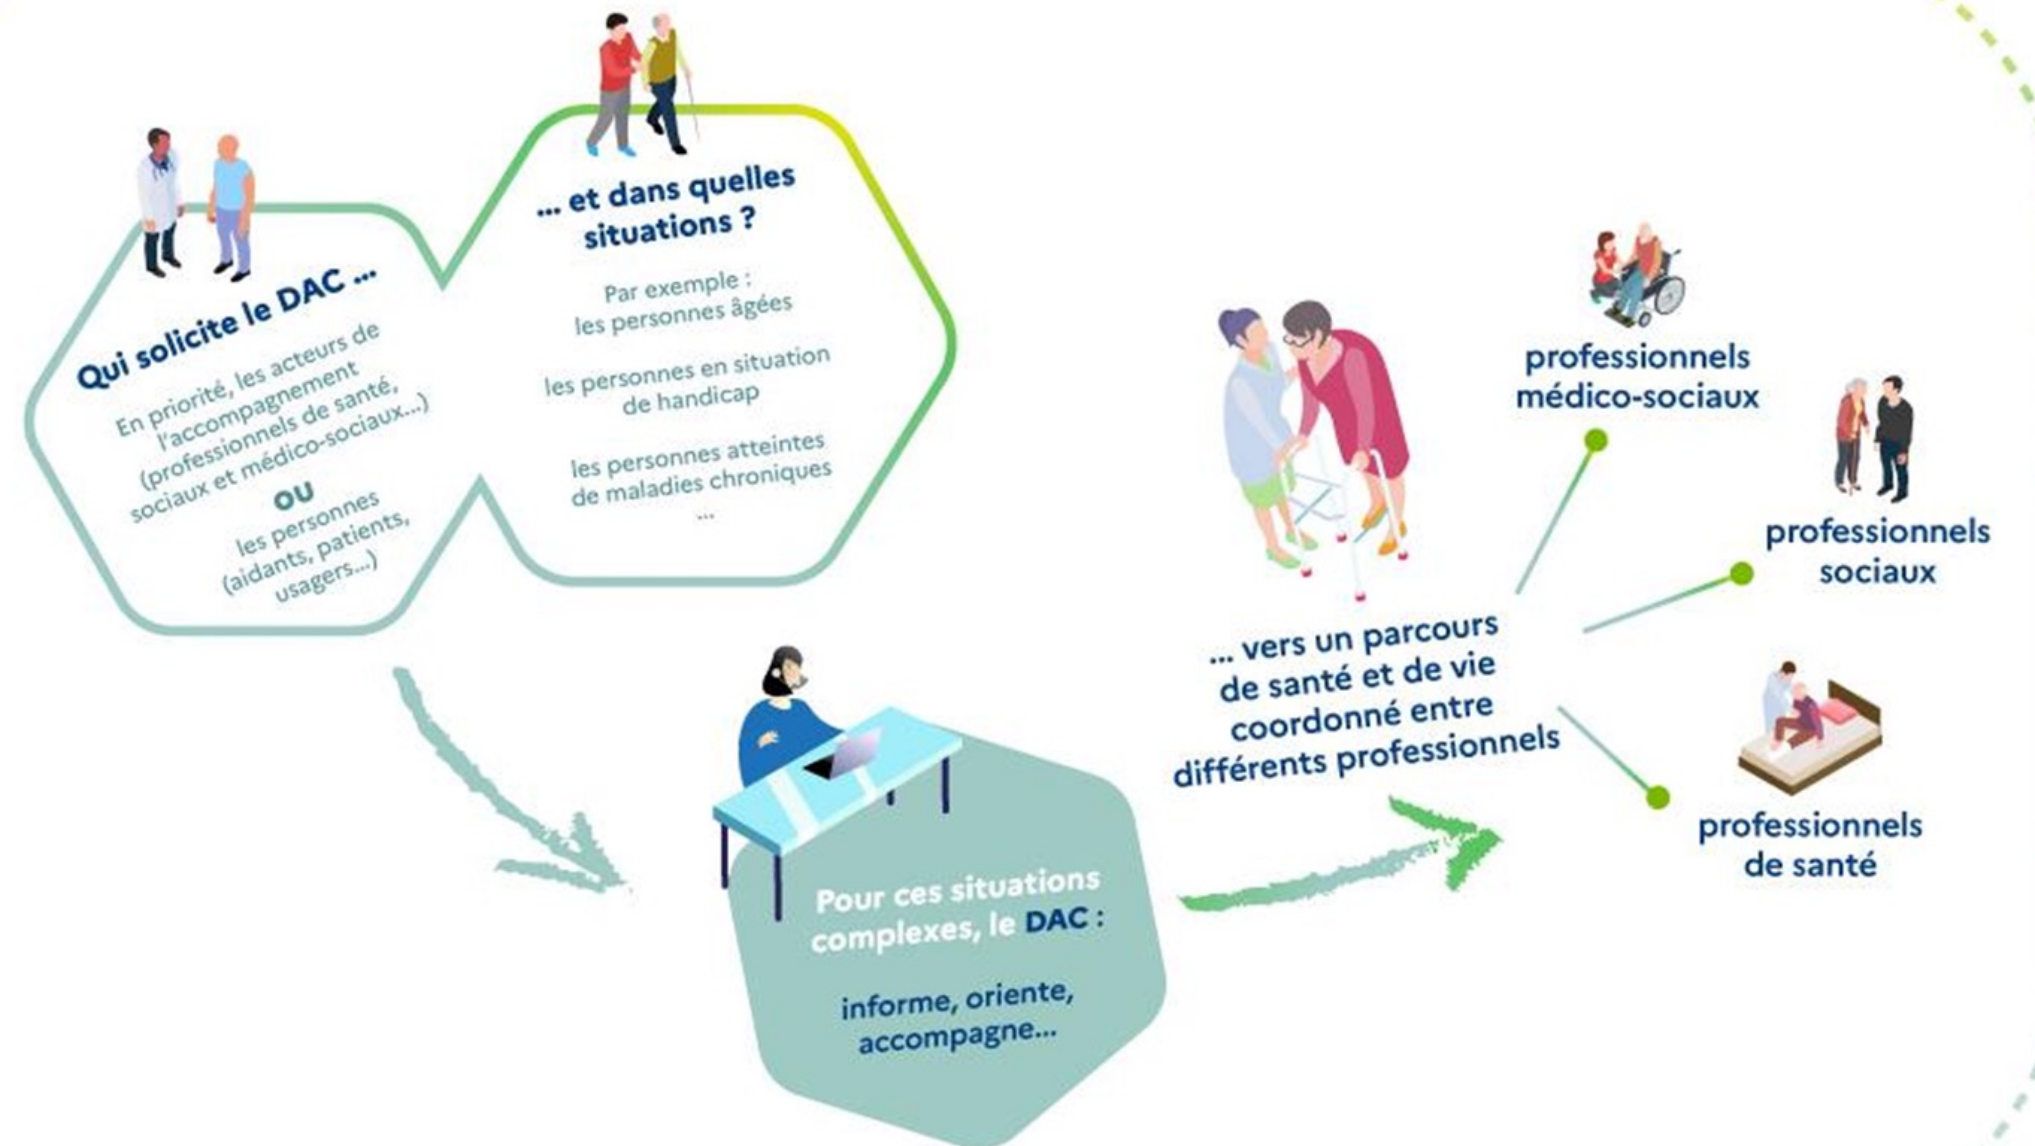 Qui solicite le DAC ...
En priorité, les acteurs de
l'accompagnement
(professionnels de santé,
sociaux et médico-sociaux...)
OU
les personnes
(aidants, patients,
usagers...)
... et dans quelles
situations ?
Par exemple :
les personnes âgées
les personnes en situation
de handicap
les personnes atteintes
de maladies chroniques
...
Pour ces situations
complexes, le DAC :
informe, oriente,
accompagne...
... vers un parcours
de santé et de vie
coordonné entre
différents professionnels
professionnels
médico-sociaux
professionnels
sociaux
professionnels
de santé